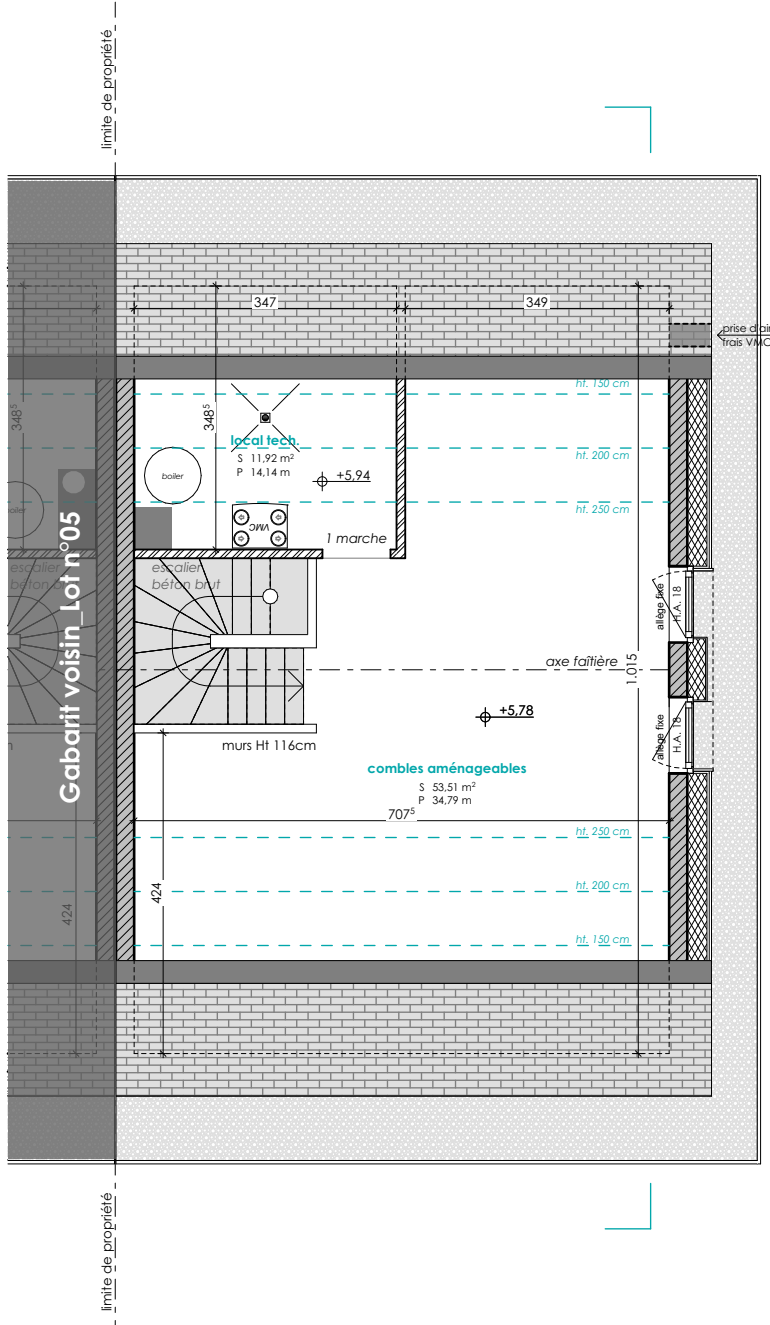 limite de propriété
347
349
prise d'air
frais VMC
ht. 150 cm
348⁵
348⁵
local tech.
S 11,92 m²
P 14,14 m
ht. 200 cm
boiler
+5,94
ht. 250 cm
VMC
1 marche
escalier
béton brut
escalier
Gabarit voisin_Lot n°05
allège fixe
H.A. 18
axe faîtière
1.015
+5,78
murs Ht 116cm
allège fixe
H.A. 18
combles aménageables
S 53,51 m²
P 34,79 m
707⁵
ht. 250 cm
424
424
ht. 200 cm
ht. 150 cm
limite de propriété